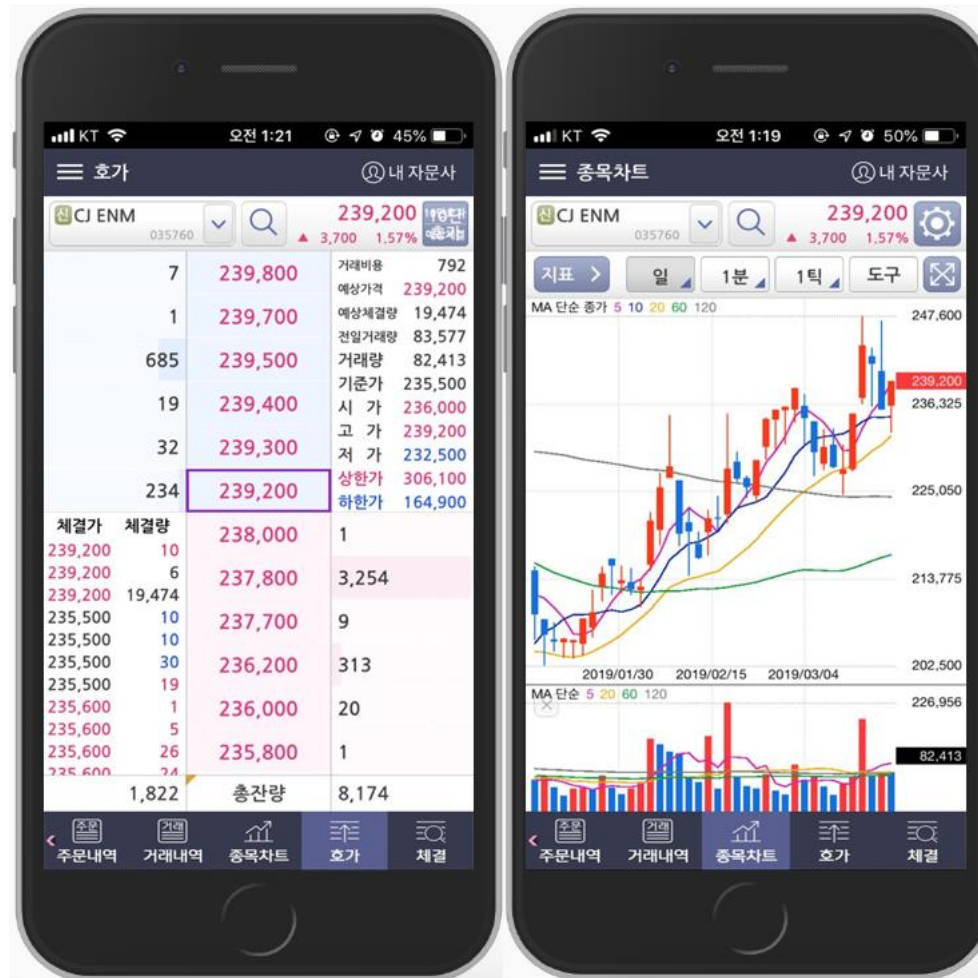 KT 오전 1:21 45%
호가 내 자문사
신 CJ ENM 035760 239,200 ▲ 3,700 1.57%
7 239,800
1 239,700
685 239,500
19 239,400
32 239,300
234 239,200
거래비용 792
예상가격 239,200
예상체결량 19,474
전일거래량 83,577
거래량 82,413
기준가 235,500
시 가 236,000
고 가 239,200
저 가 232,500
상한가 306,100
하한가 164,900
체결가 체결량
239,200 10
239,200 6
239,200 19,474
235,500 10
235,500 10
235,500 30
235,500 19
235,600 1
235,600 5
235,600 26
235,600 24
238,000 1
237,800 3,254
237,700 9
236,200 313
236,000 20
235,800 1
1,822 총잔량 8,174
주문 거래
주문내역 거래내역 종목차트 호가 체결
KT 오전 1:19 50%
종목차트 내 자문사
신 CJ ENM 035760 239,200 ▲ 3,700 1.57%
지표 일 1분 1틱 도구
MA 단순 종가 5 10 20 60 120
247,600
239,200
236,325
225,050
213,775
202,500
2019/01/30 2019/02/15 2019/03/04
MA 단순 5 20 60 120
226,956
82,413
주문 거래
주문내역 거래내역 종목차트 호가 체결